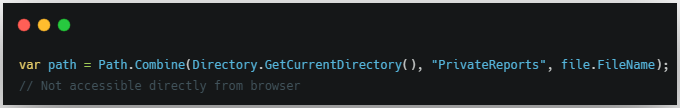 var path = Path.Combine(Directory.GetCurrentDirectory(), "PrivateReports", file.FileName);
// Not accessible directly from browser